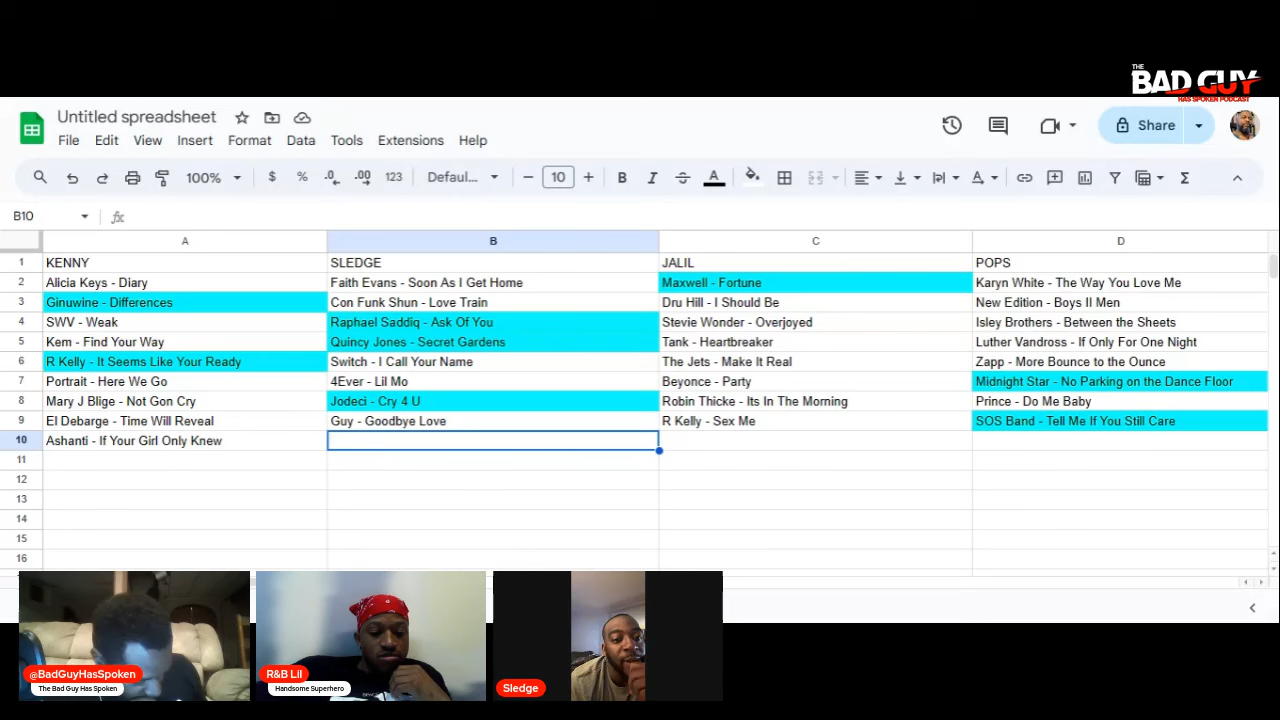 THE
BAD GUY
HAS SPOKEN PODCAST
Untitled spreadsheet
File Edit View Insert Format Data Tools Extensions Help
Share
100% $ % .0 .00 123 Defaul... 10 B I A Σ
B10 fx
A B C D
1 KENNY SLEDGE JALIL POPS
2 Alicia Keys - Diary Faith Evans - Soon As I Get Home Maxwell - Fortune Karyn White - The Way You Love Me
3 Ginuwine - Differences Con Funk Shun - Love Train Dru Hill - I Should Be New Edition - Boys II Men
4 SWV - Weak Raphael Saddiq - Ask Of You Stevie Wonder - Overjoyed Isley Brothers - Between the Sheets
5 Kem - Find Your Way Quincy Jones - Secret Gardens Tank - Heartbreaker Luther Vandross - If Only For One Night
6 R Kelly - It Seems Like Your Ready Switch - I Call Your Name The Jets - Make It Real Zapp - More Bounce to the Ounce
7 Portrait - Here We Go 4Ever - Lil Mo Beyonce - Party Midnight Star - No Parking on the Dance Floor
8 Mary J Blige - Not Gon Cry Jodeci - Cry 4 U Robin Thicke - Its In The Morning Prince - Do Me Baby
9 El Debarge - Time Will Reveal Guy - Goodbye Love R Kelly - Sex Me SOS Band - Tell Me If You Still Care
10 Ashanti - If Your Girl Only Knew
11
12
13
14
15
16
@BadGuyHasSpoken
The Bad Guy Has Spoken
R&B Lil
Handsome Superhero
Sledge